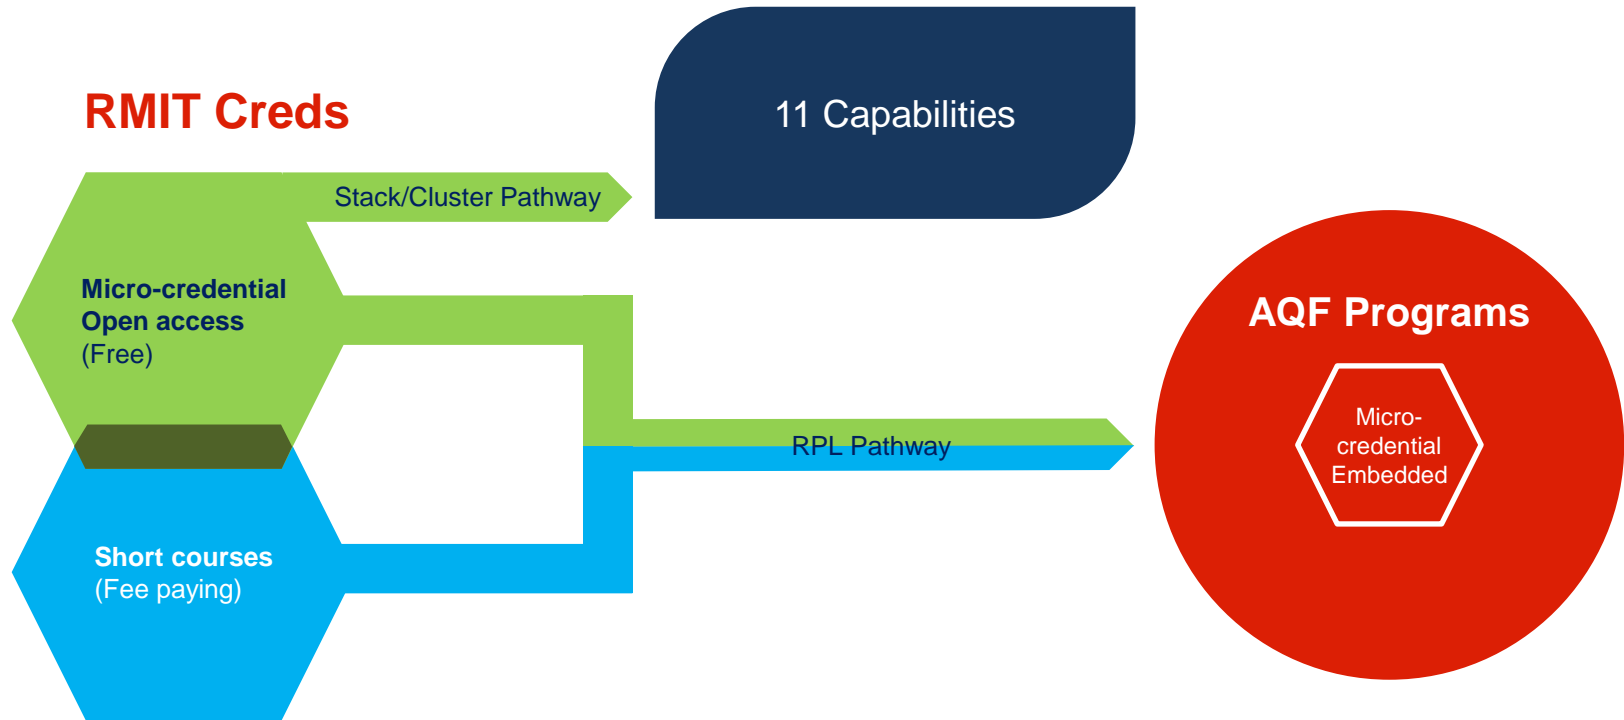 RMIT Creds
11 Capabilities
Stack/Cluster Pathway
Micro-credential
Open access
(Free)
RPL Pathway
Short courses
(Fee paying)
AQF Programs
Micro-
credential
Embedded